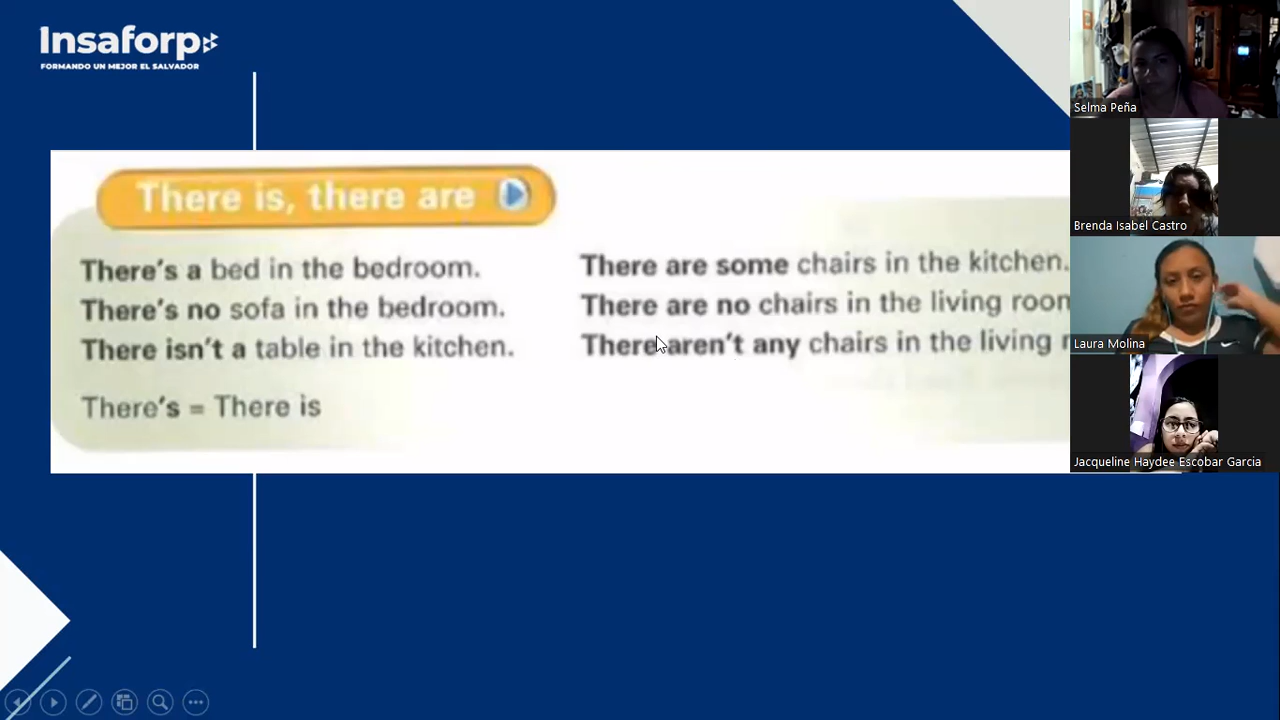 Insaforp
FORMANDO UN MEJOR EL SALVADOR
There is, there are
There's a bed in the bedroom.
There's no sofa in the bedroom.
There isn't a table in the kitchen.
There's = There is
There are some chairs in the kitchen.
There are no chairs in the living room
There aren't any chairs in the living
Selma Peña
Brenda Isabel Castro
Laura Molina
Jacqueline Haydee Escobar Garcia